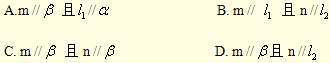 A.m // β 且 l₁ // α B. m // l₁ 且 n // l₂
C. m // β 且 n // β D. m // β 且 n // l₂